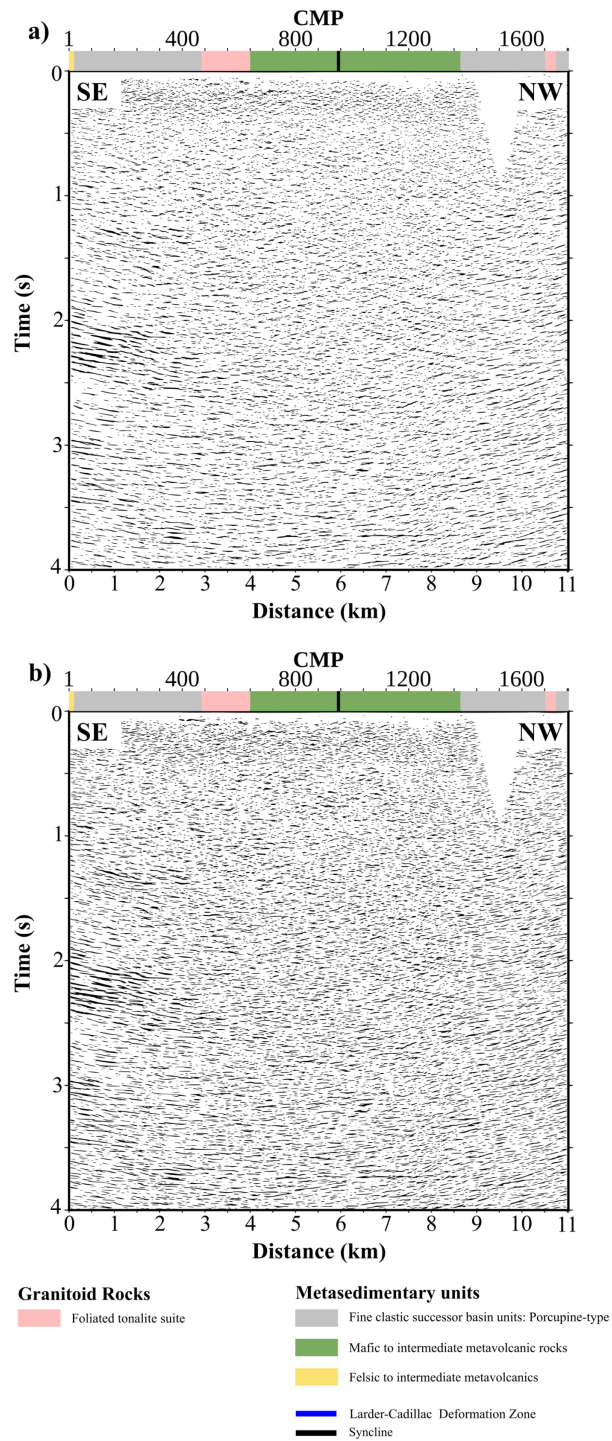 CMP
a)
1 400 800 1200 1600
0
SE NW
1
2
Time (s)
3
4
0 1 2 3 4 5 6 7 8 9 10 11
Distance (km)
CMP
b)
1 400 800 1200 1600
0
SE NW
1
2
Time (s)
3
4
0 1 2 3 4 5 6 7 8 9 10 11
Distance (km)
Granitoid Rocks
Foliated tonalite suite
Metasedimentary units
Fine clastic successor basin units: Porcupine-type
Mafic to intermediate metavolcanic rocks
Felsic to intermediate metavolcanics
Larder-Cadillac Deformation Zone
Syncline